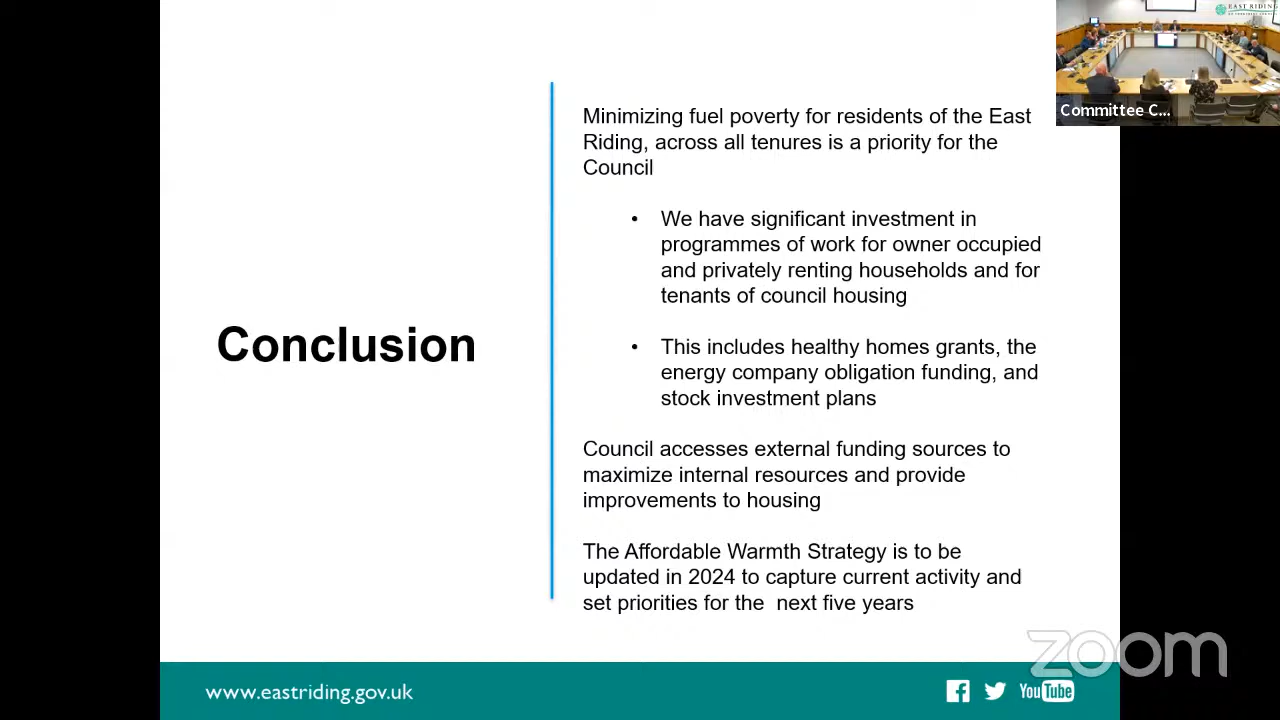 EAST RIDING
Committee C...
Minimizing fuel poverty for residents of the East
Riding, across all tenures is a priority for the
Council
• We have significant investment in
programmes of work for owner occupied
and privately renting households and for
tenants of council housing
Conclusion
• This includes healthy homes grants, the
energy company obligation funding, and
stock investment plans
Council accesses external funding sources to
maximize internal resources and provide
improvements to housing
The Affordable Warmth Strategy is to be
updated in 2024 to capture current activity and
set priorities for the next five years
zoom
www.eastriding.gov.uk
YouTube